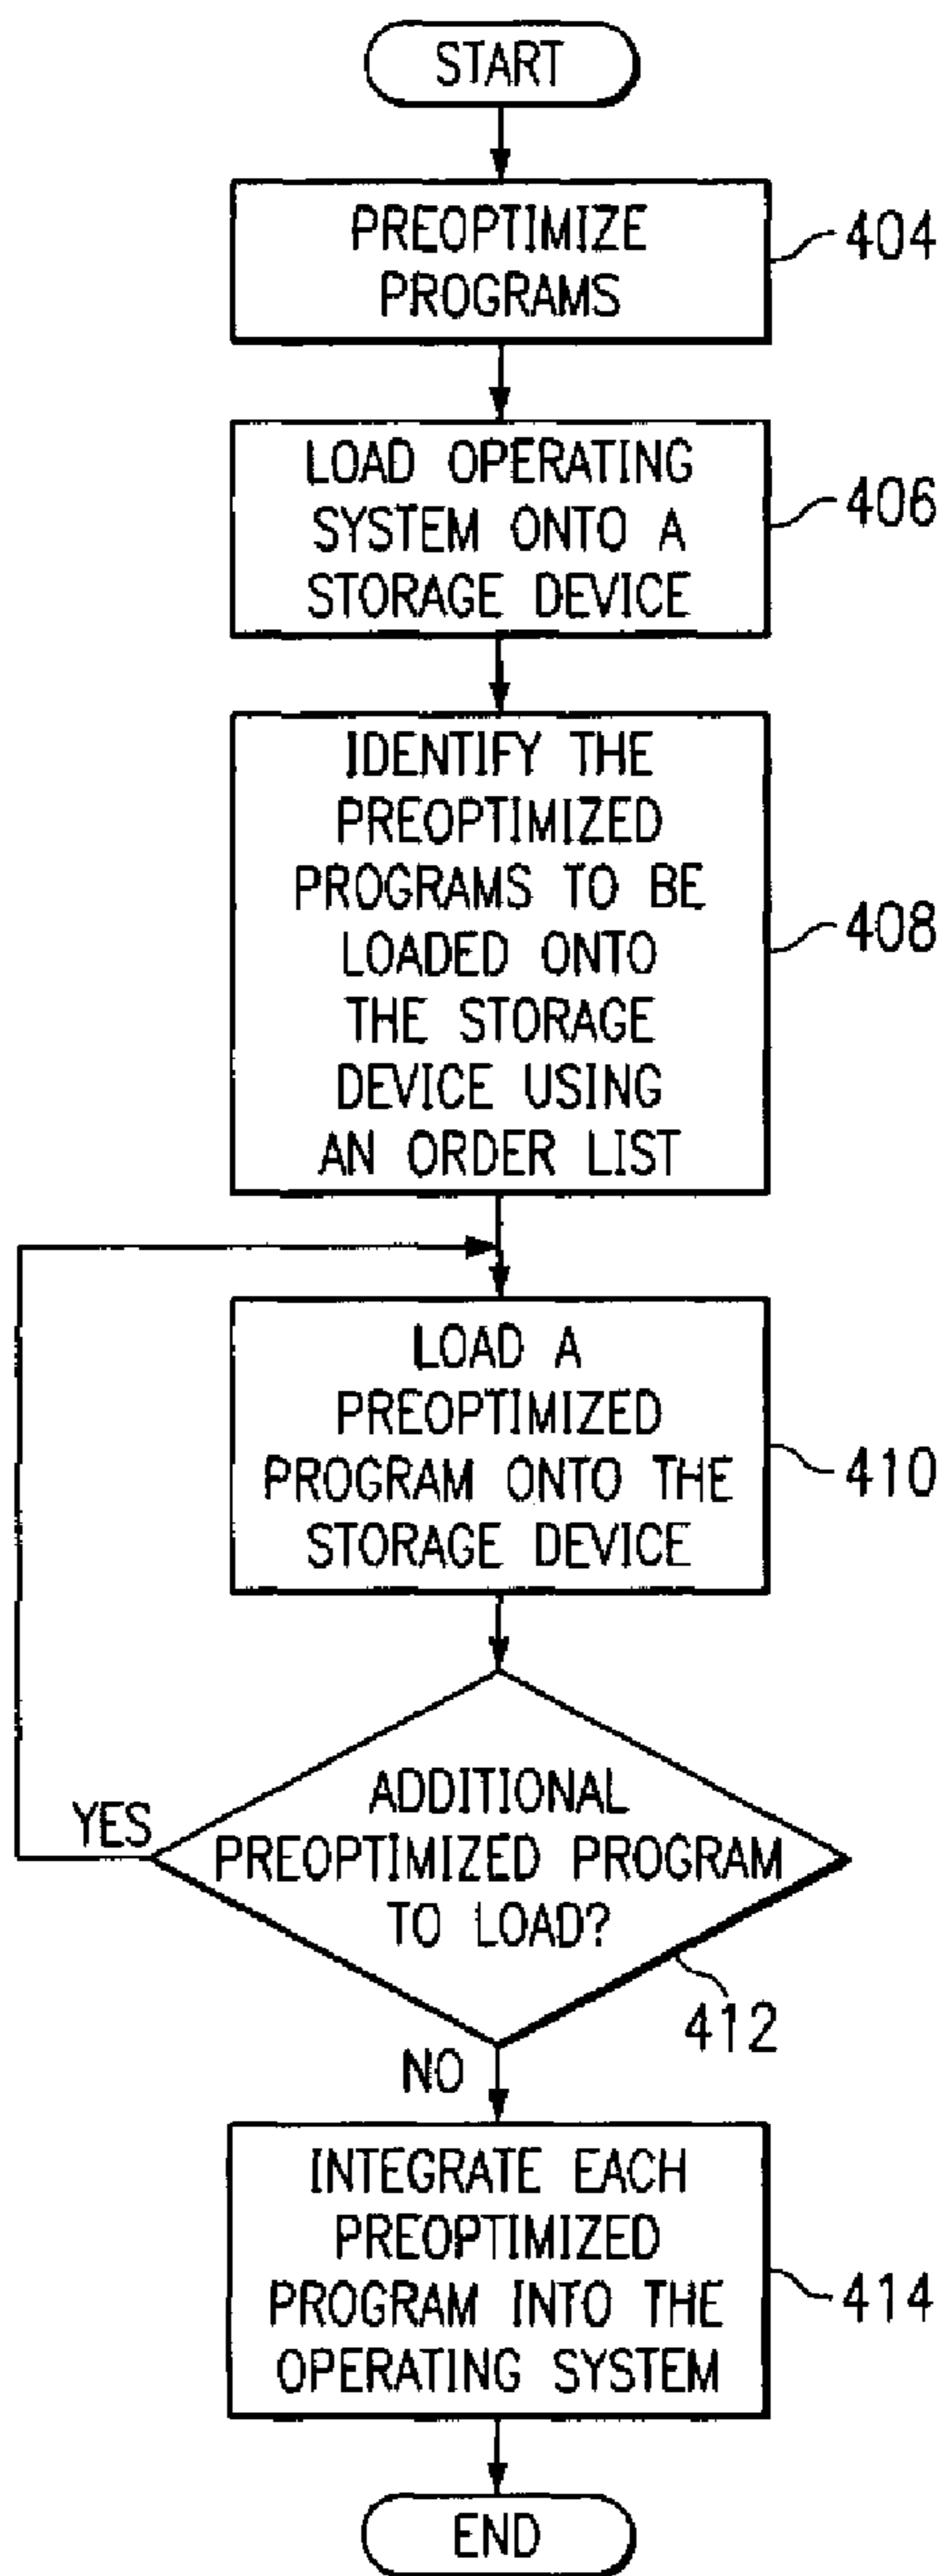 START
PREOPTIMIZE
PROGRAMS
404
LOAD OPERATING
SYSTEM ONTO A
STORAGE DEVICE
406
IDENTIFY THE
PREOPTIMIZED
PROGRAMS TO BE
LOADED ONTO
THE STORAGE
DEVICE USING
AN ORDER LIST
408
LOAD A
PREOPTIMIZED
PROGRAM ONTO THE
STORAGE DEVICE
410
ADDITIONAL
PREOPTIMIZED PROGRAM
TO LOAD?
YES
412
NO
INTEGRATE EACH
PREOPTIMIZED
PROGRAM INTO THE
OPERATING SYSTEM
414
END